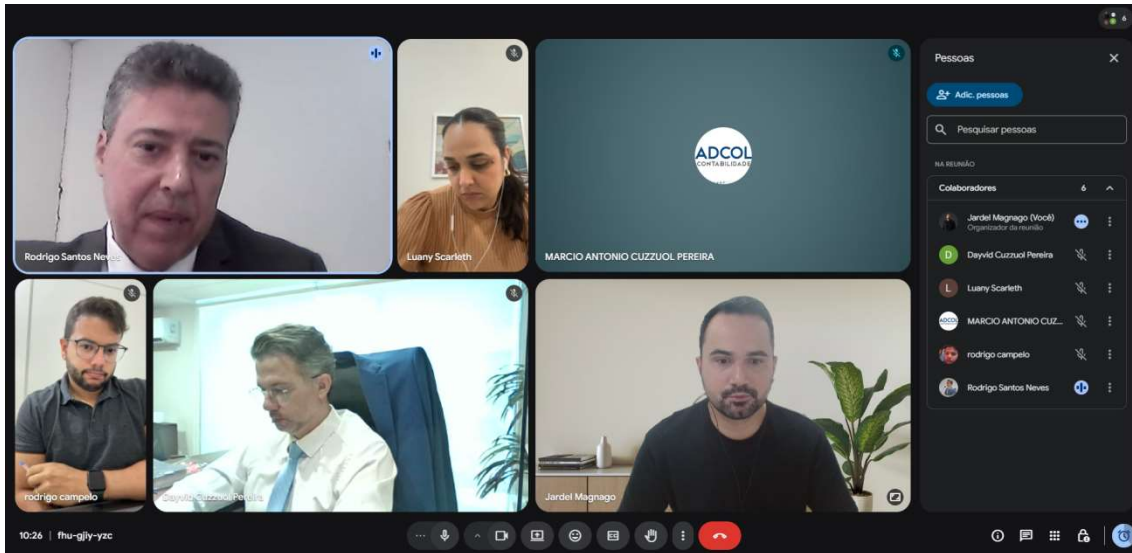 6
Rodrigo Santos Neves
Luany Scarleth
ADCOL
CONTABILIDADE
MARCIO ANTONIO CUZZUOL PEREIRA
rodrigo campelo
Dayvid Cuzzuol Pereira
Jardel Magnago
Pessoas
Adic. pessoas
Pesquisar pessoas
NA REUNIÃO
Colaboradores 6
Jardel Magnago (Você)
Organizador da reunião
D Dayvid Cuzzuol Pereira
L Luany Scarleth
ADCOL MARCIO ANTONIO CUZ...
rodrigo campelo
Rodrigo Santos Neves
10:26 | fhu-gjiy-yzc